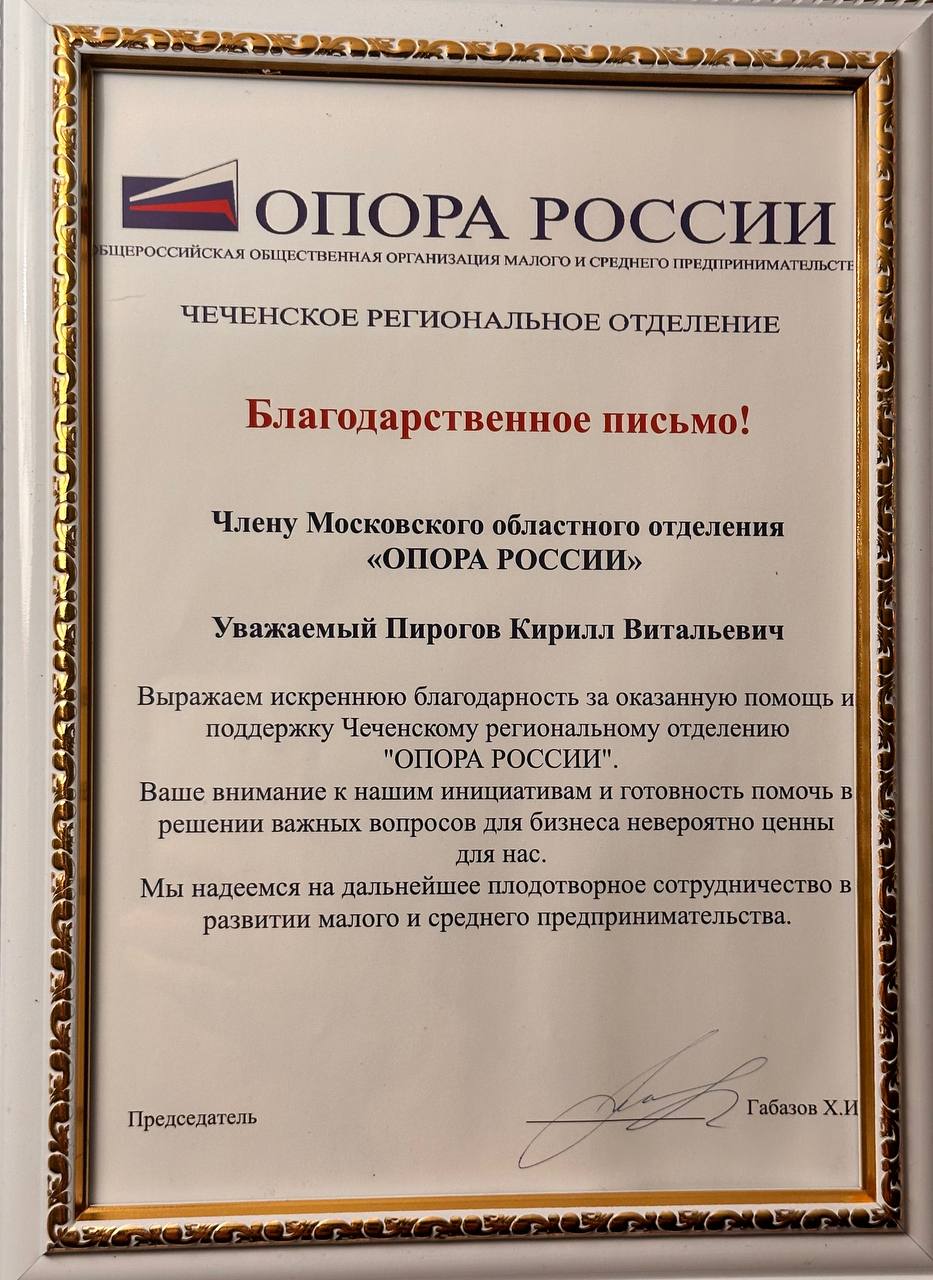 ОПОРА РОССИИ
ОБЩЕРОССИЙСКАЯ ОБЩЕСТВЕННАЯ ОРГАНИЗАЦИЯ МАЛОГО И СРЕДНЕГО ПРЕДПРИНИМАТЕЛЬСТВ
ЧЕЧЕНСКОЕ РЕГИОНАЛЬНОЕ ОТДЕЛЕНИЕ
Благодарственное письмо!
Члену Московского областного отделения
«ОПОРА РОССИИ»
Уважаемый Пирогов Кирилл Витальевич
Выражаем искреннюю благодарность за оказанную помощь и
поддержку Чеченскому региональному отделению
"ОПОРА РОССИИ".
Ваше внимание к нашим инициативам и готовность помочь в
решении важных вопросов для бизнеса невероятно ценны
для нас.
Мы надеемся на дальнейшее плодотворное сотрудничество в
развитии малого и среднего предпринимательства.
Председатель Габазов Х.И